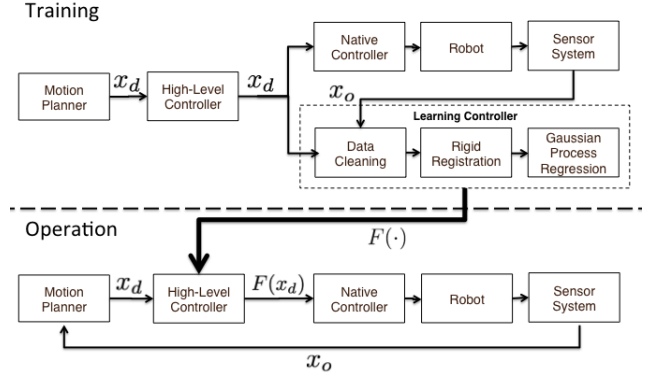 Training
Motion
Planner
x_d
High-Level
Controller
x_d
Native
Controller
Robot
Sensor
System
x_o
Learning Controller
Data
Cleaning
Rigid
Registration
Gaussian
Process
Regression
Operation
F(·)
Motion
Planner
x_d
High-Level
Controller
F(x_d)
Native
Controller
Robot
Sensor
System
x_o